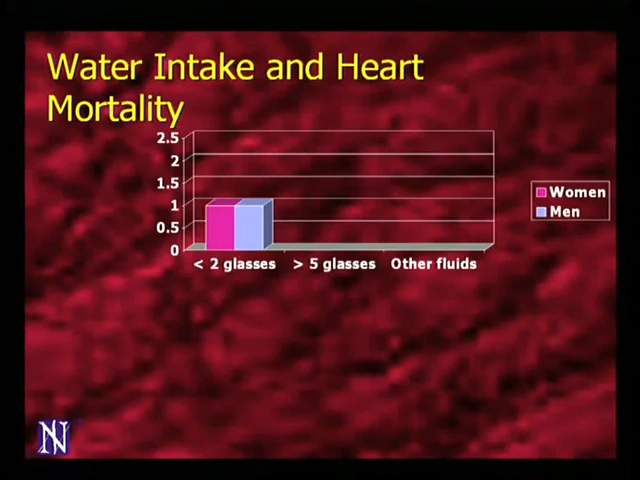 Water Intake and Heart
Mortality
2.5
2
1.5
1
0.5
0
< 2 glasses > 5 glasses Other fluids
Women
Men
N